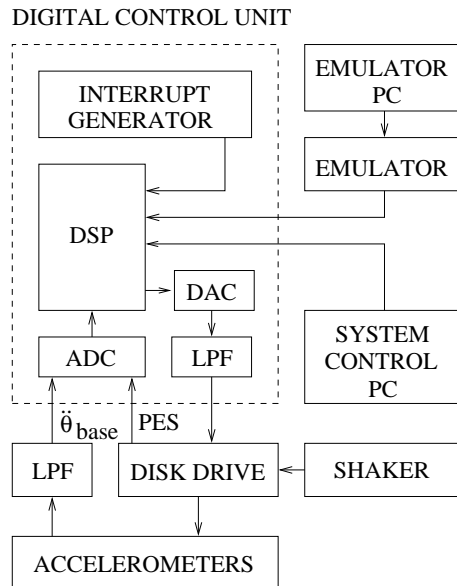 DIGITAL CONTROL UNIT
INTERRUPT
GENERATOR
EMULATOR
PC
EMULATOR
DSP
DAC
ADC
LPF
SYSTEM
CONTROL
PC
θ̈base
PES
LPF
DISK DRIVE
SHAKER
ACCELEROMETERS